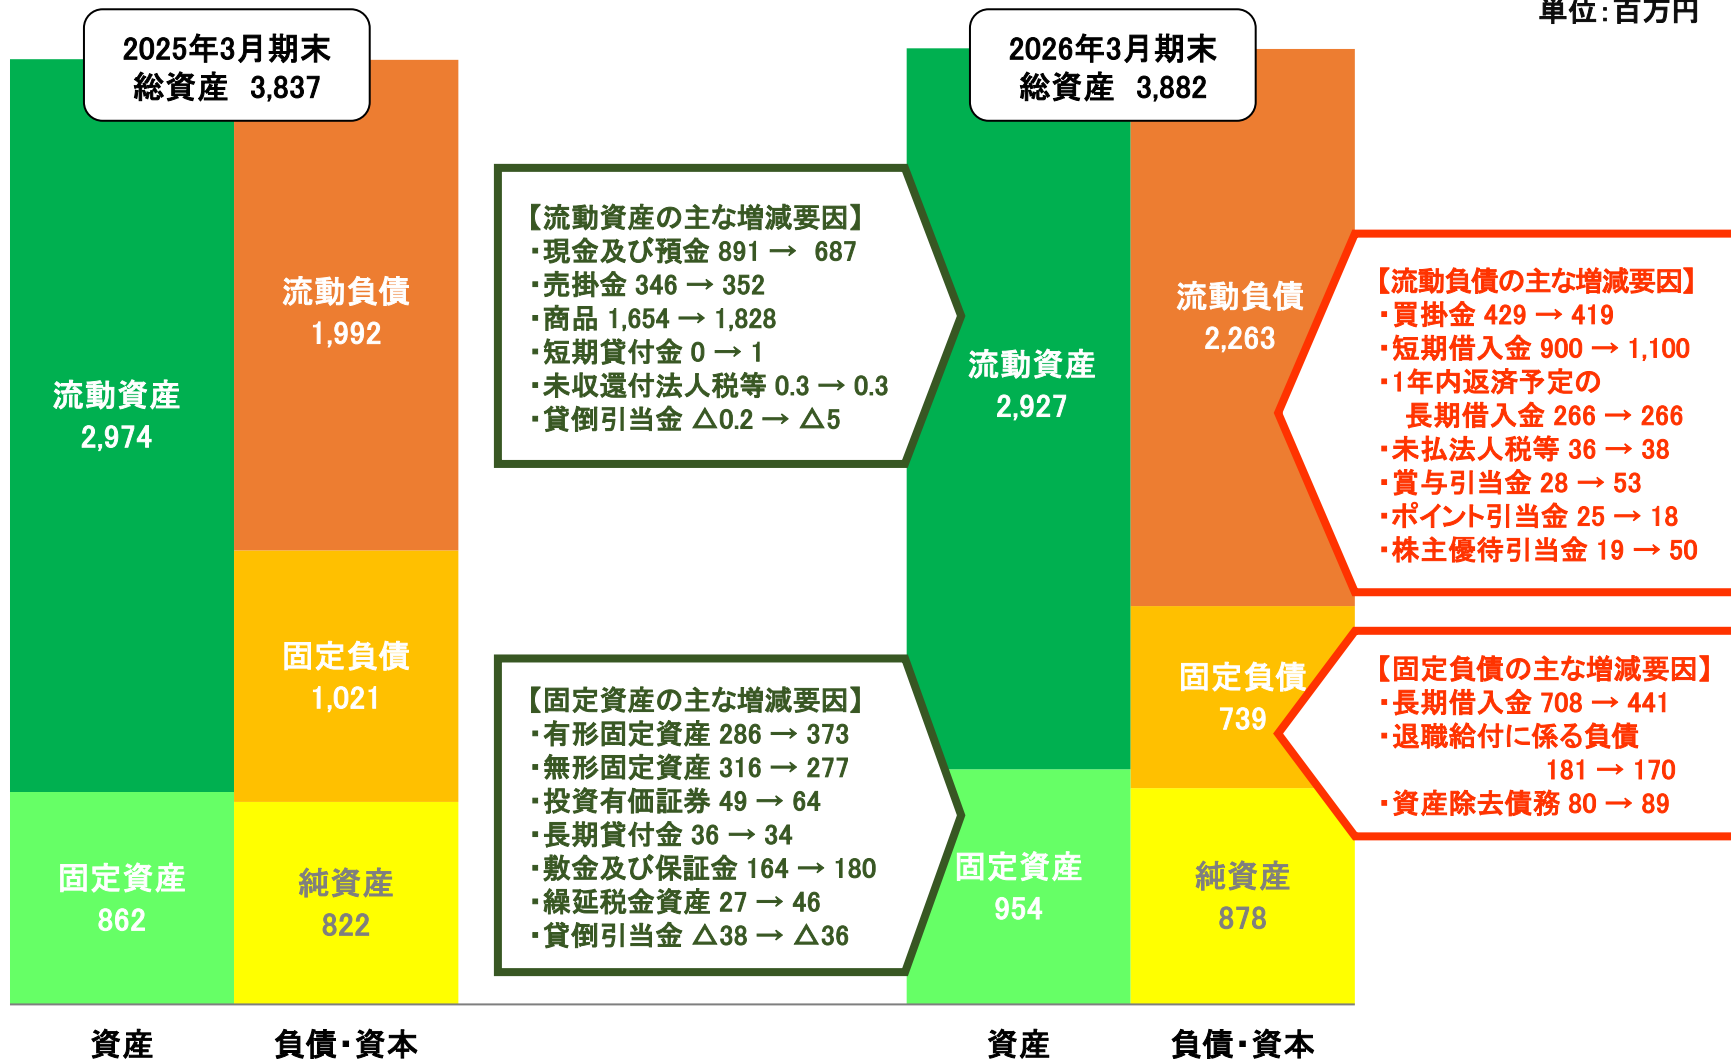 単位：百万円
2025年3月期末
総資産 3,837
流動資産
2,974
固定資産
862
流動負債
1,992
固定負債
1,021
純資産
822
資産
負債・資本
【流動資産の主な増減要因】
・現金及び預金 891 → 687
・売掛金 346 → 352
・商品 1,654 → 1,828
・短期貸付金 0 → 1
・未収還付法人税等 0.3 → 0.3
・貸倒引当金 △0.2 → △5
【固定資産の主な増減要因】
・有形固定資産 286 → 373
・無形固定資産 316 → 277
・投資有価証券 49 → 64
・長期貸付金 36 → 34
・敷金及び保証金 164 → 180
・繰延税金資産 27 → 46
・貸倒引当金 △38 → △36
2026年3月期末
総資産 3,882
流動資産
2,927
固定資産
954
流動負債
2,263
固定負債
739
純資産
878
資産
負債・資本
【流動負債の主な増減要因】
・買掛金 429 → 419
・短期借入金 900 → 1,100
・1年内返済予定の
長期借入金 266 → 266
・未払法人税等 36 → 38
・賞与引当金 28 → 53
・ポイント引当金 25 → 18
・株主優待引当金 19 → 50
【固定負債の主な増減要因】
・長期借入金 708 → 441
・退職給付に係る負債
181 → 170
・資産除去債務 80 → 89